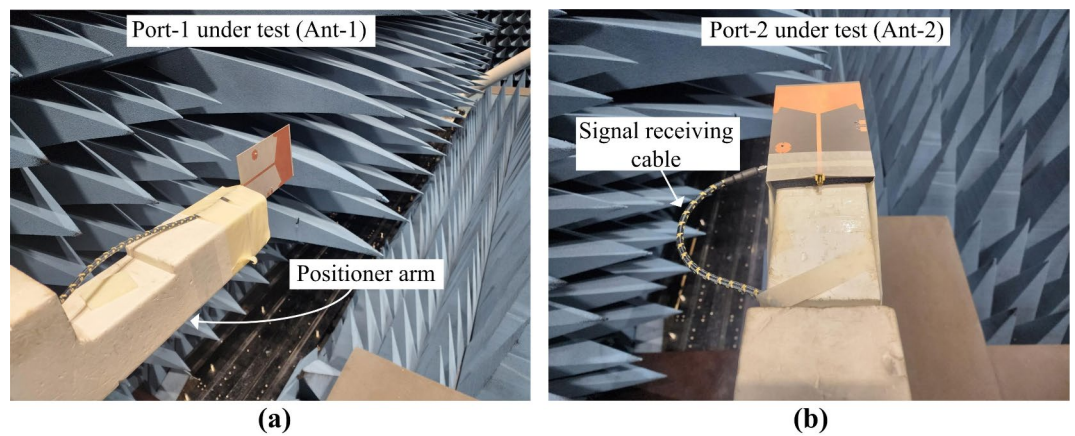 Port-1 under test (Ant-1)
Positioner arm
(a)
Port-2 under test (Ant-2)
Signal receiving
cable
(b)